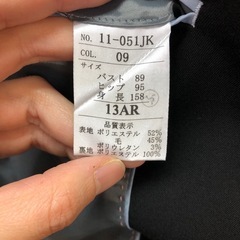 NO. 11-051JK
COL. 09
サイズ
バスト 89
ヒップ 95
身長 158
13AR
品質表示
表地 ポリエステル 52%
毛 45%
ポリウレタン 3%
裏地 ポリエステル 100%